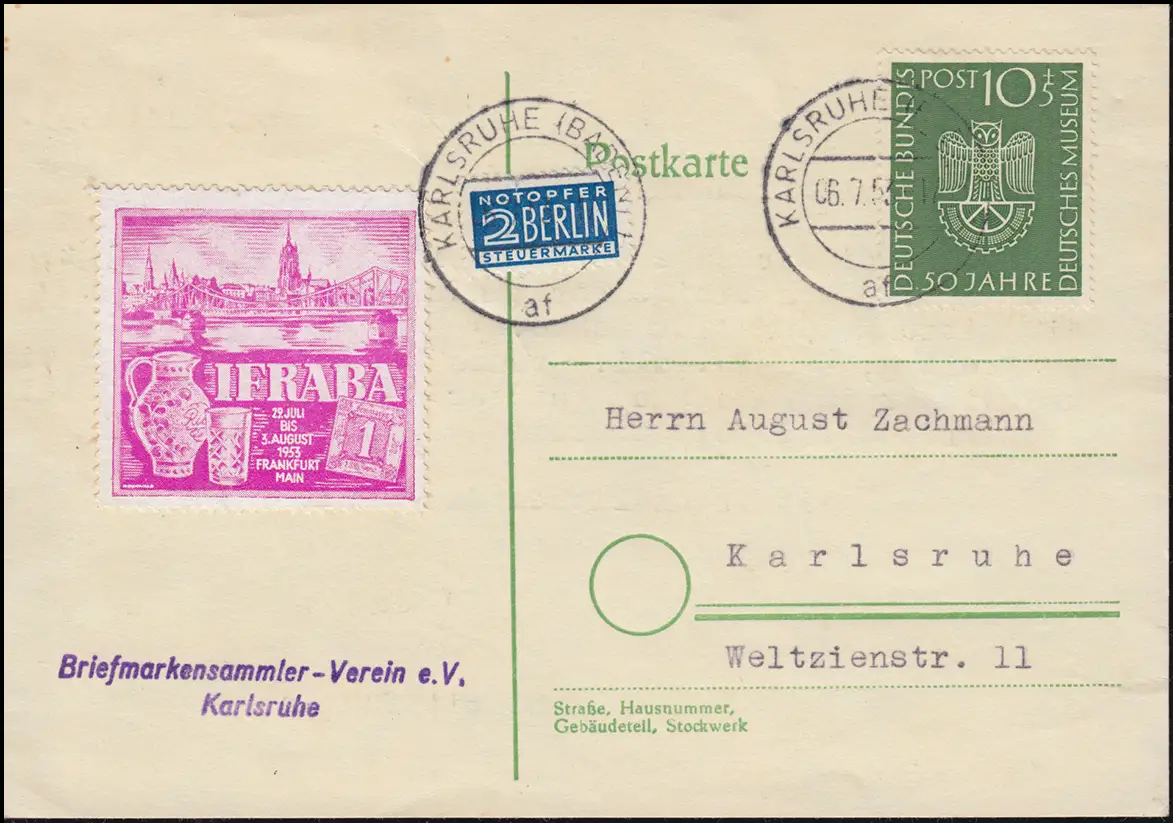 Postkarte
KARLSRUHE (BADEN)
af
NOTOPFER
2 BERLIN
STEUERMARKE
KARLSRUHE
06.7.53
af
DEUTSCHE BUNDESPOST 10+5
DEUTSCHES MUSEUM
50 JAHRE
IFRABA
29. JULI
BIS
3. AUGUST
1953
FRANKFURT
MAIN
1
Herrn August Zachmann
Karlsruhe
Weltzienstr. 11
Straße, Hausnummer,
Gebäudeteil, Stockwerk
Briefmarkensammler-Verein e.V.
Karlsruhe